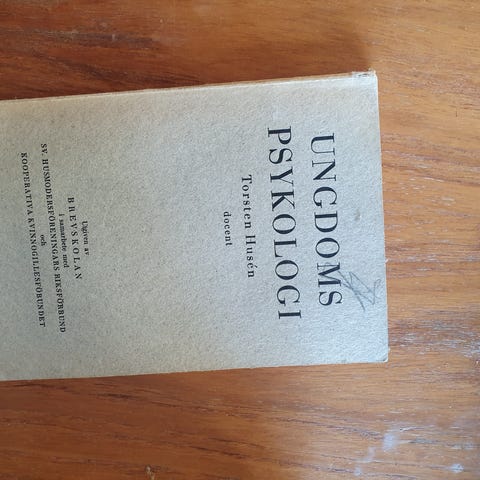 UNGDOMS
PSYKOLOGI
Torsten Husén
docent
Utgiven av
BREVSKOLAN
i samarbete med
SV. HUSMODERSFÖRENINGARS RIKSFÖRBUND
och
KOOPERATIVA KVINNOGILLESFÖRBUNDET